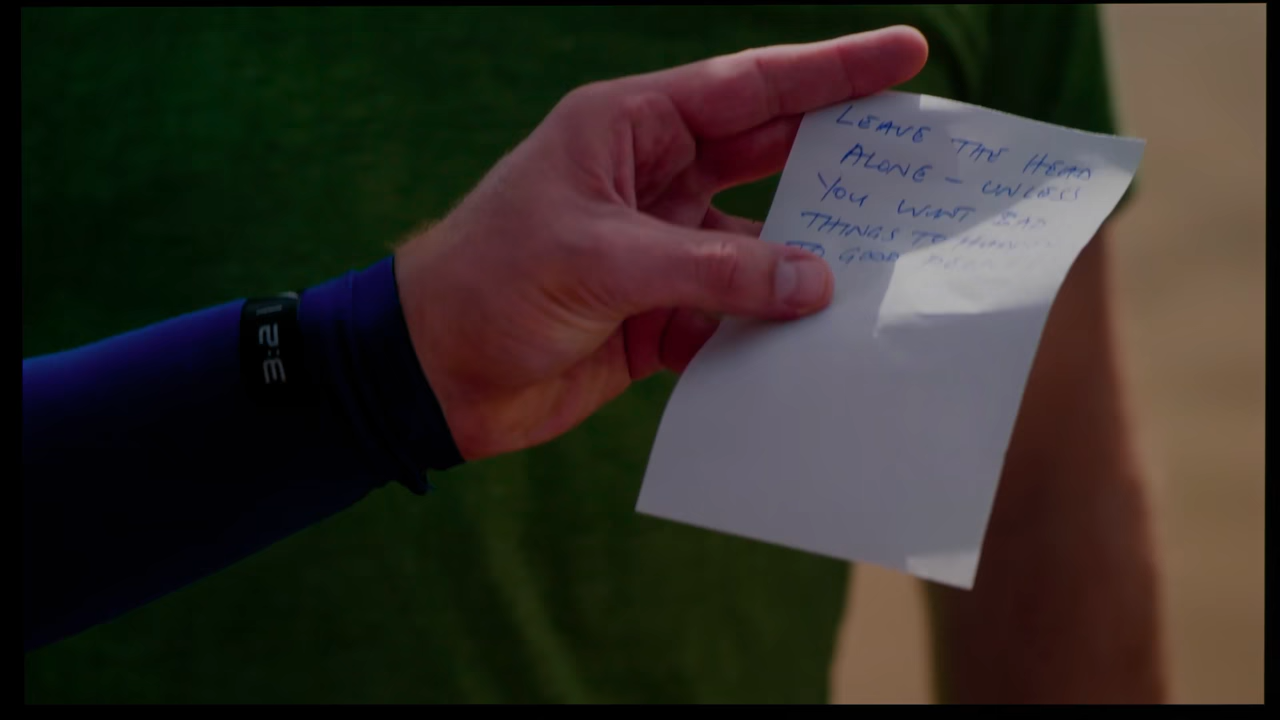 LEAVE THE HEAD
ALONE - UNLESS
YOU WANT BAD
THINGS TO
TO GOOD